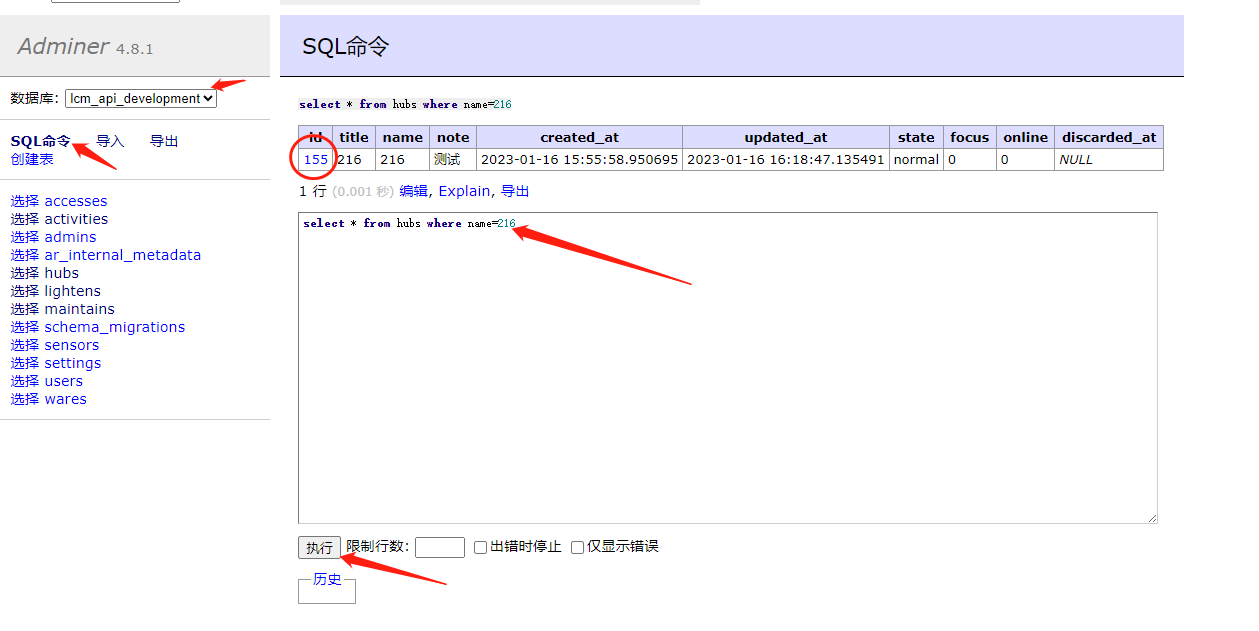 Adminer 4.8.1
SQL命令
数据库: lcm_api_development
SQL命令 导入 导出
创建表
选择 accesses
选择 activities
选择 admins
选择 ar_internal_metadata
选择 hubs
选择 lightens
选择 maintains
选择 schema_migrations
选择 sensors
选择 settings
选择 users
选择 wares
select * from hubs where name=216
id title name note created_at updated_at state focus online discarded_at
155 216 216 测试 2023-01-16 15:55:58.950695 2023-01-16 16:18:47.135491 normal 0 0 NULL
1 行 (0.001 秒) 编辑, Explain, 导出
select * from hubs where name=216
执行 限制行数: 出错时停止 仅显示错误
历史